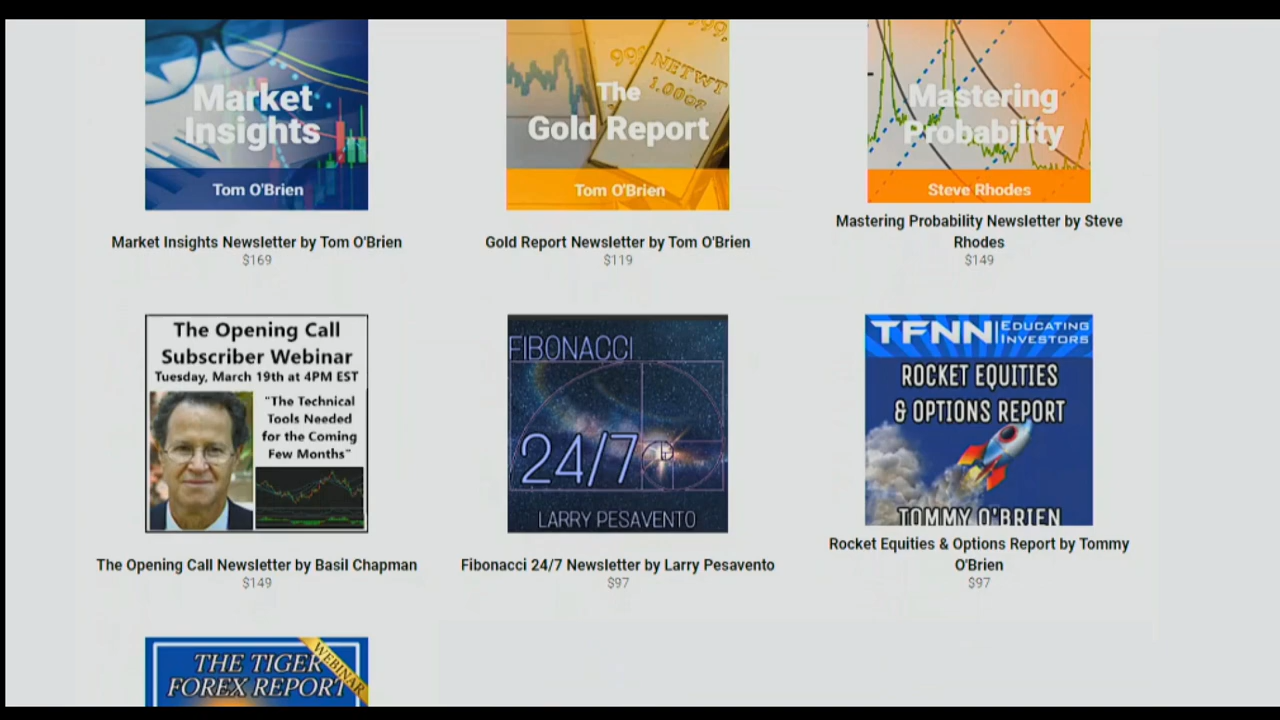 Market
Insights
Tom O'Brien
Market Insights Newsletter by Tom O'Brien
$169
999.
99
NETWT
1.00oz
The
Gold Report
Tom O'Brien
Gold Report Newsletter by Tom O'Brien
$119
Mastering
Probability
Steve Rhodes
Mastering Probability Newsletter by Steve
Rhodes
$149
The Opening Call
Subscriber Webinar
Tuesday, March 19th at 4PM EST
"The Technical
Tools Needed
for the Coming
Few Months"
The Opening Call Newsletter by Basil Chapman
$149
FIBONACCI
24/7
LARRY PESAVENTO
Fibonacci 24/7 Newsletter by Larry Pesavento
$97
TFNN EDUCATING
INVESTORS
ROCKET EQUITIES
& OPTIONS REPORT
TOMMY O'BRIEN
Rocket Equities & Options Report by Tommy
O'Brien
$97
THE TIGER
FOREX REPORT
WEBINAR